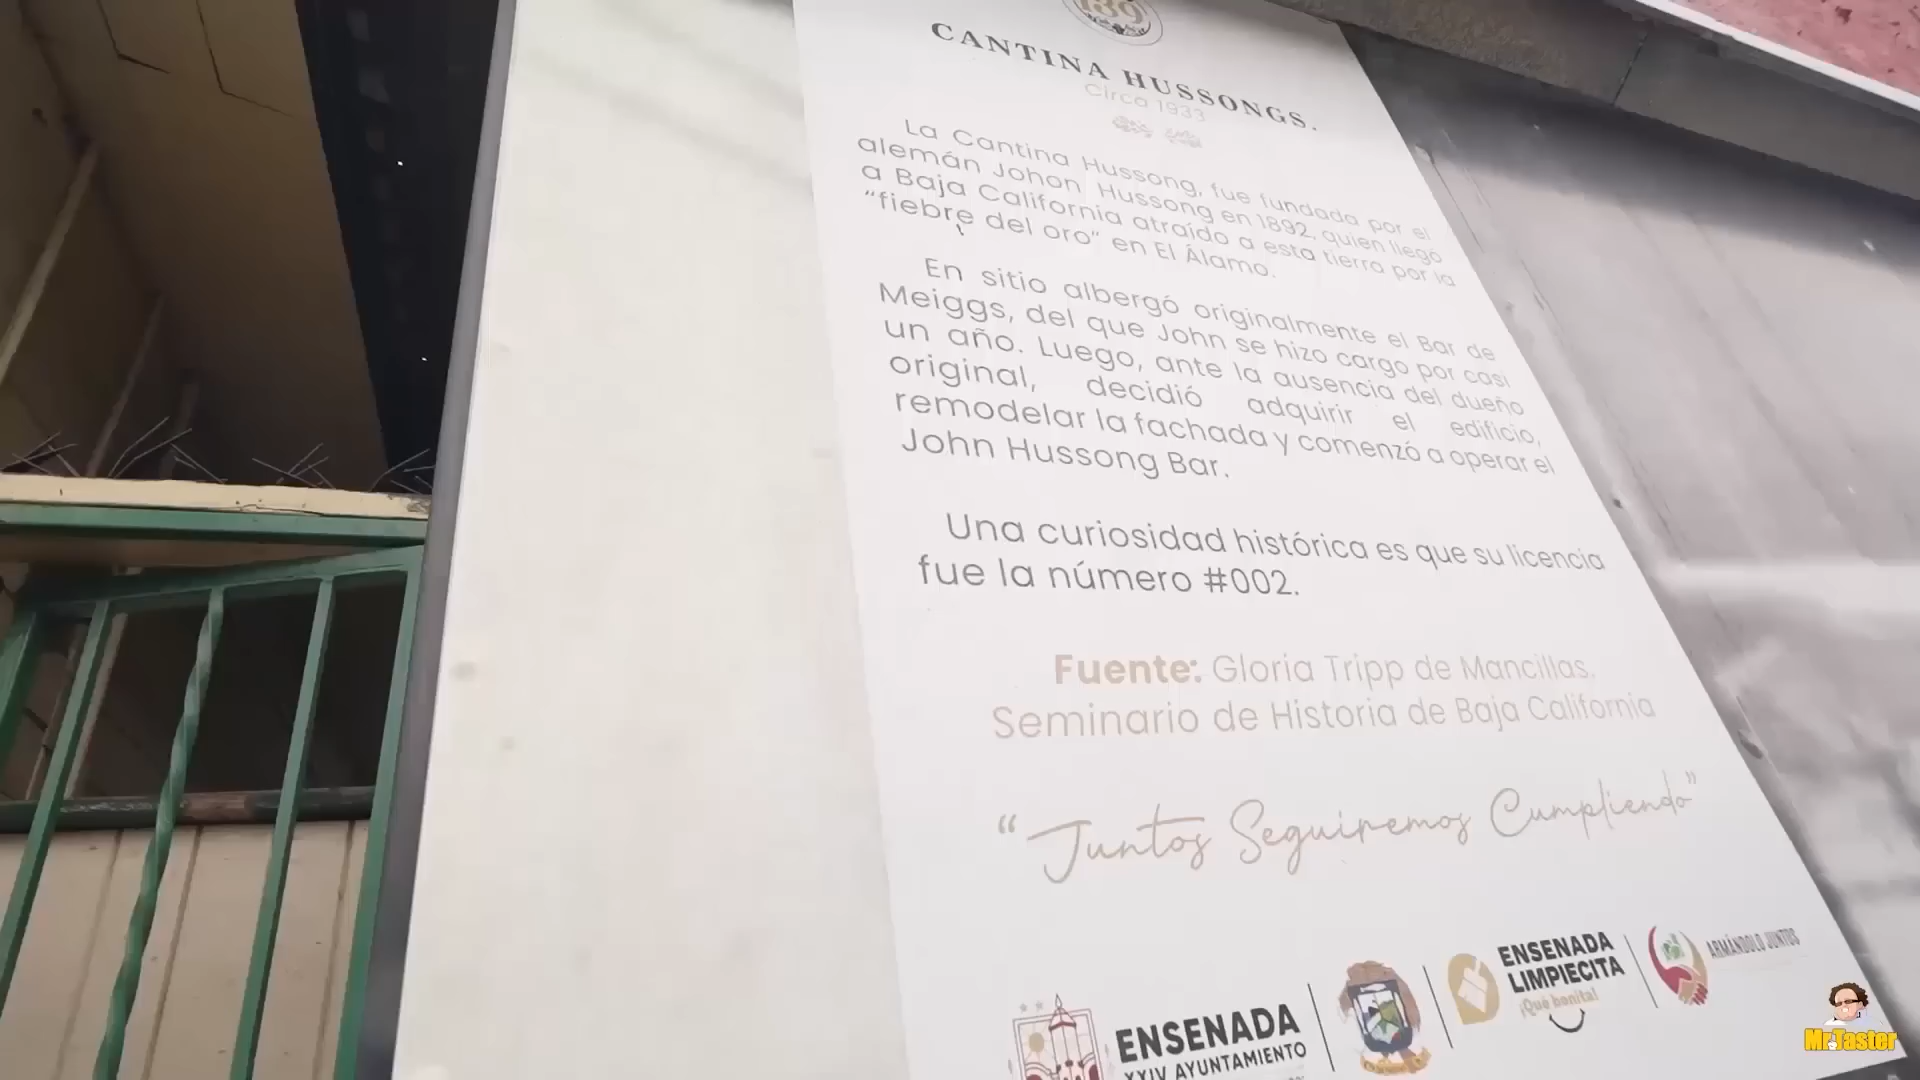 139
CANTINA HUSSONGS.
Circa 1933
La Cantina Hussong, fue fundada por el
alemán Johon Hussong en 1892, quien llegó
a Baja California atraído a esta tierra por la
"fiebre del oro" en El Álamo.
En sitio albergó originalmente el Bar de
Meiggs, del que John se hizo cargo por casi
un año. Luego, ante la ausencia del dueño
original, decidió adquirir el edificio,
remodelar la fachada y comenzó a operar el
John Hussong Bar.
Una curiosidad histórica es que su licencia
fue la número #002.
Fuente: Gloria Tripp de Mancillas.
Seminario de Historia de Baja California
"Juntos Seguiremos Cumpliendo"
ENSENADA
XXIV AYUNTAMIENTO
ENSENADA
LIMPIECITA
¡Qué bonita!
ARMÁNDOLO JUNTOS
MrTaster